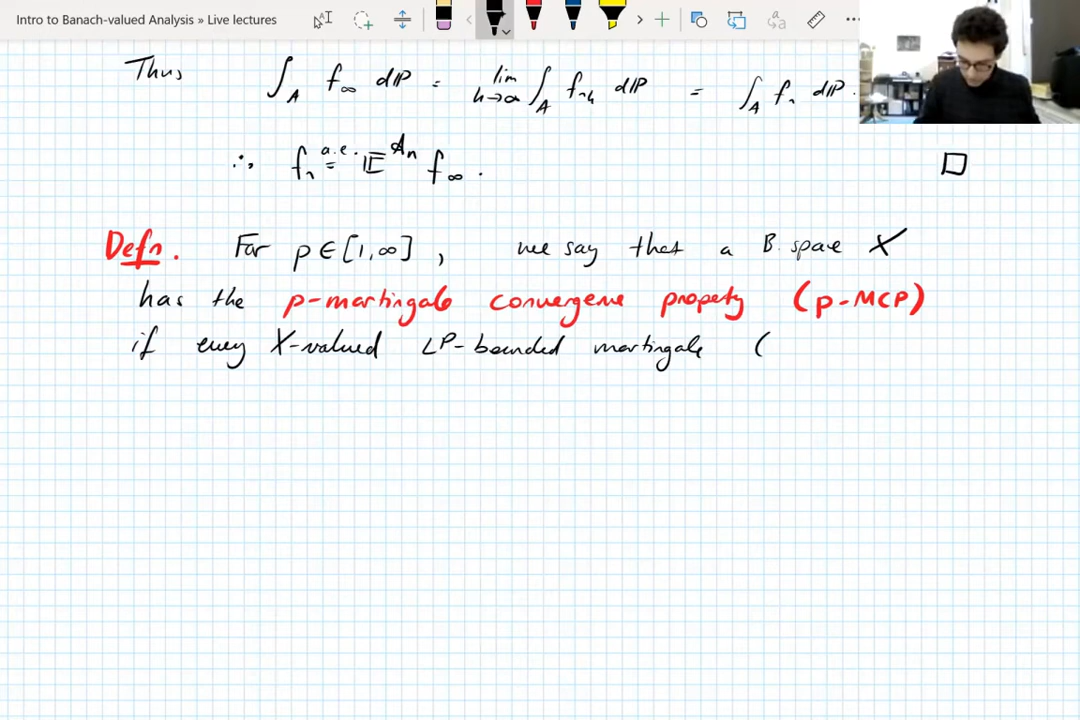 Intro to Banach-valued Analysis » Live lectures
Thus ∫_A f_∞ dℙ = lim_{k→∞} ∫_A f_{n_k} dℙ = ∫_A f_n dℙ.
∴ f_n =^{a.e.} 𝔼^{𝒜_n} f_∞. □
Defn. For p ∈ [1,∞], we say that a B. space X
has the p-martingale convergence property (p-MCP)
if every X-valued L^p-bounded martingale (